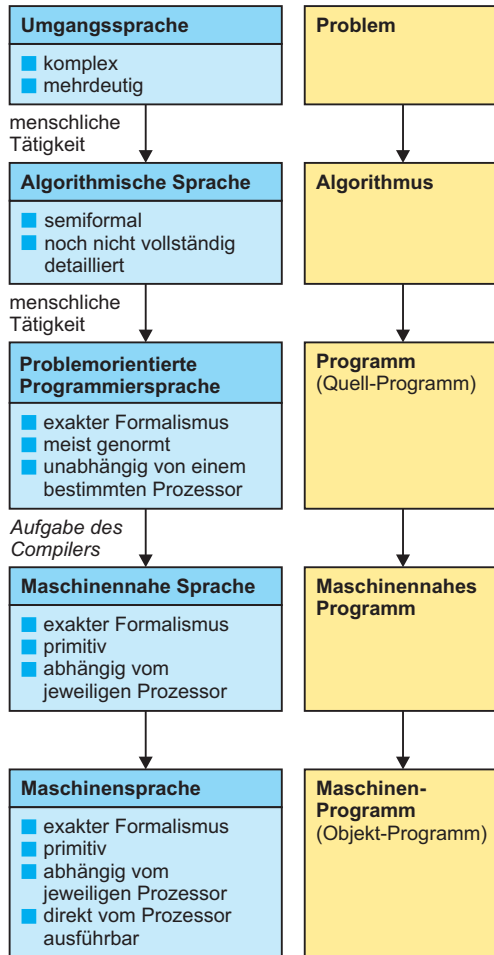 Umgangssprache
komplex
mehrdeutig
Problem
menschliche
Tätigkeit
Algorithmische Sprache
semiformal
noch nicht vollständig
detailliert
Algorithmus
menschliche
Tätigkeit
Problemorientierte
Programmiersprache
exakter Formalismus
meist genormt
unabhängig von einem
bestimmten Prozessor
Programm
(Quell-Programm)
Aufgabe des
Compilers
Maschinennahe Sprache
exakter Formalismus
primitiv
abhängig vom
jeweiligen Prozessor
Maschinennahes
Programm
Maschinensprache
exakter Formalismus
primitiv
abhängig vom
jeweiligen Prozessor
direkt vom Prozessor
ausführbar
Maschinen-
Programm
(Objekt-Programm)